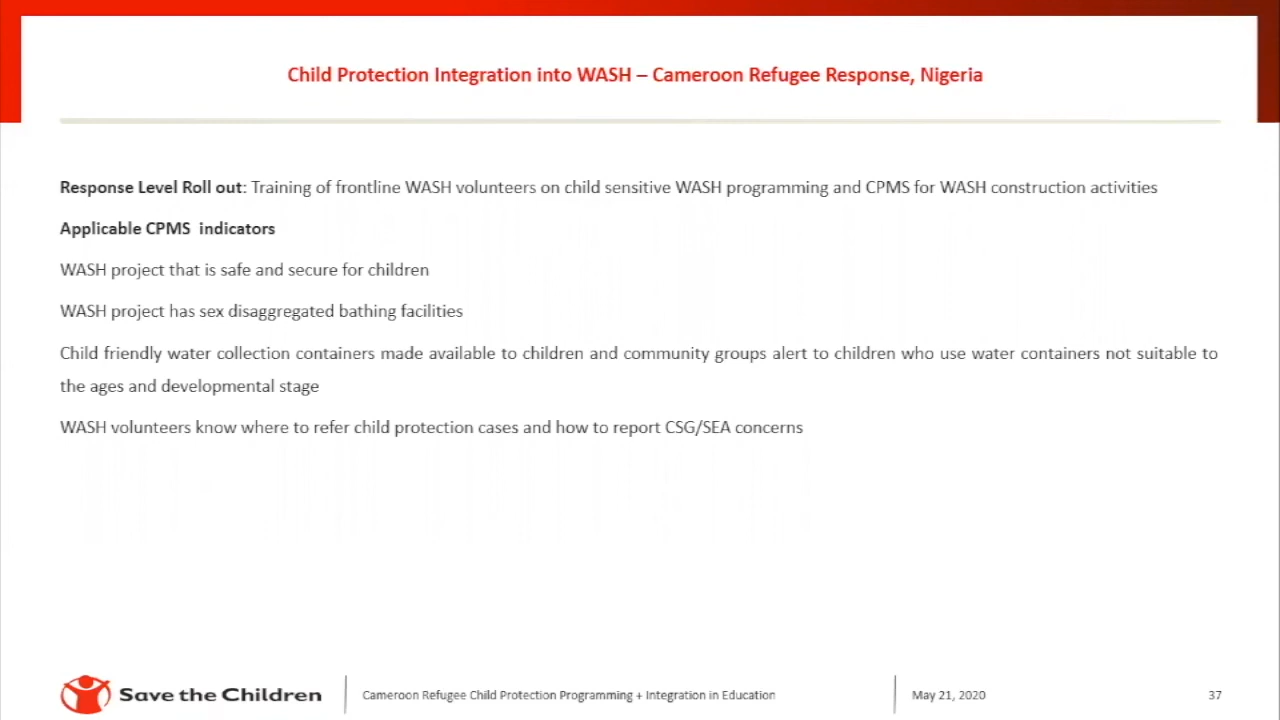 Child Protection Integration into WASH – Cameroon Refugee Response, Nigeria
Response Level Roll out: Training of frontline WASH volunteers on child sensitive WASH programming and CPMS for WASH construction activities
Applicable CPMS  indicators
WASH project that is safe and secure for children
WASH project has sex disaggregated bathing facilities
Child friendly water collection containers made available to children and community groups alert to children who use water containers not suitable to
the ages and developmental stage
WASH volunteers know where to refer child protection cases and how to report CSG/SEA concerns
Save the Children
Cameroon Refugee Child Protection Programming + Integration in Education
May 21, 2020
37